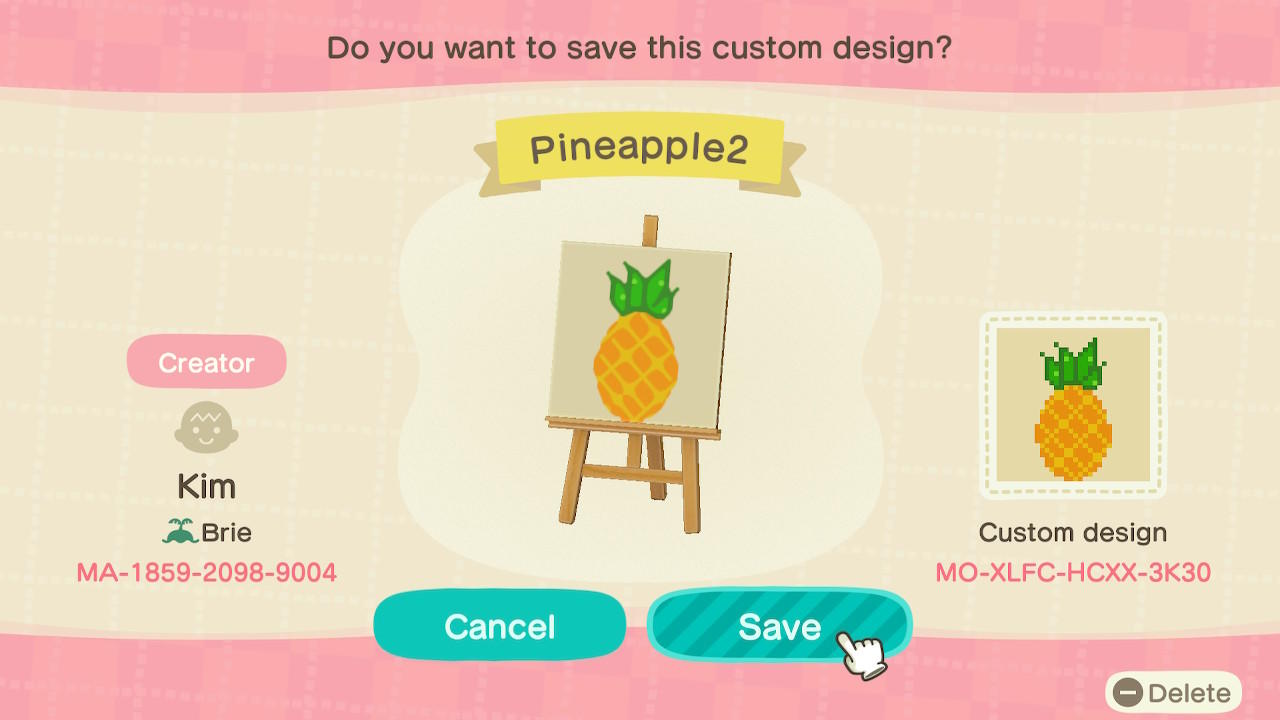 Do you want to save this custom design?
Pineapple2
Creator
Kim
Brie
MA-1859-2098-9004
Custom design
MO-XLFC-HCXX-3K30
Cancel
Save
Delete